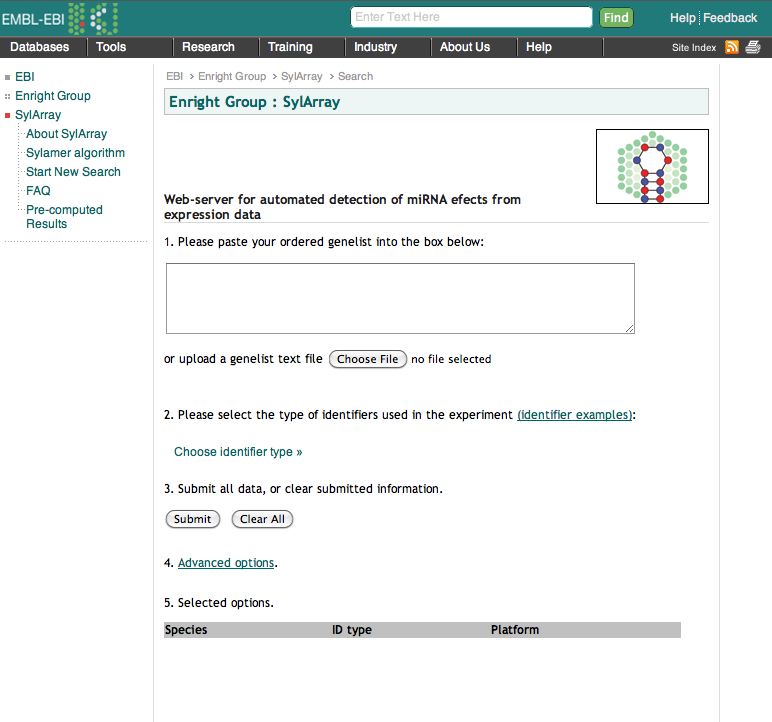 EMBL-EBI
Enter Text Here
Find
Help
Feedback
Databases
Tools
Research
Training
Industry
About Us
Help
Site Index
EBI
Enright Group
SylArray
About SylArray
Sylamer algorithm
Start New Search
FAQ
Pre-computed
Results
EBI > Enright Group > SylArray > Search
Enright Group : SylArray
Web-server for automated detection of miRNA efects from
expression data
1. Please paste your ordered genelist into the box below:
or upload a genelist text file Choose File no file selected
2. Please select the type of identifiers used in the experiment (identifier examples):
Choose identifier type »
3. Submit all data, or clear submitted information.
Submit Clear All
4. Advanced options.
5. Selected options.
Species ID type Platform